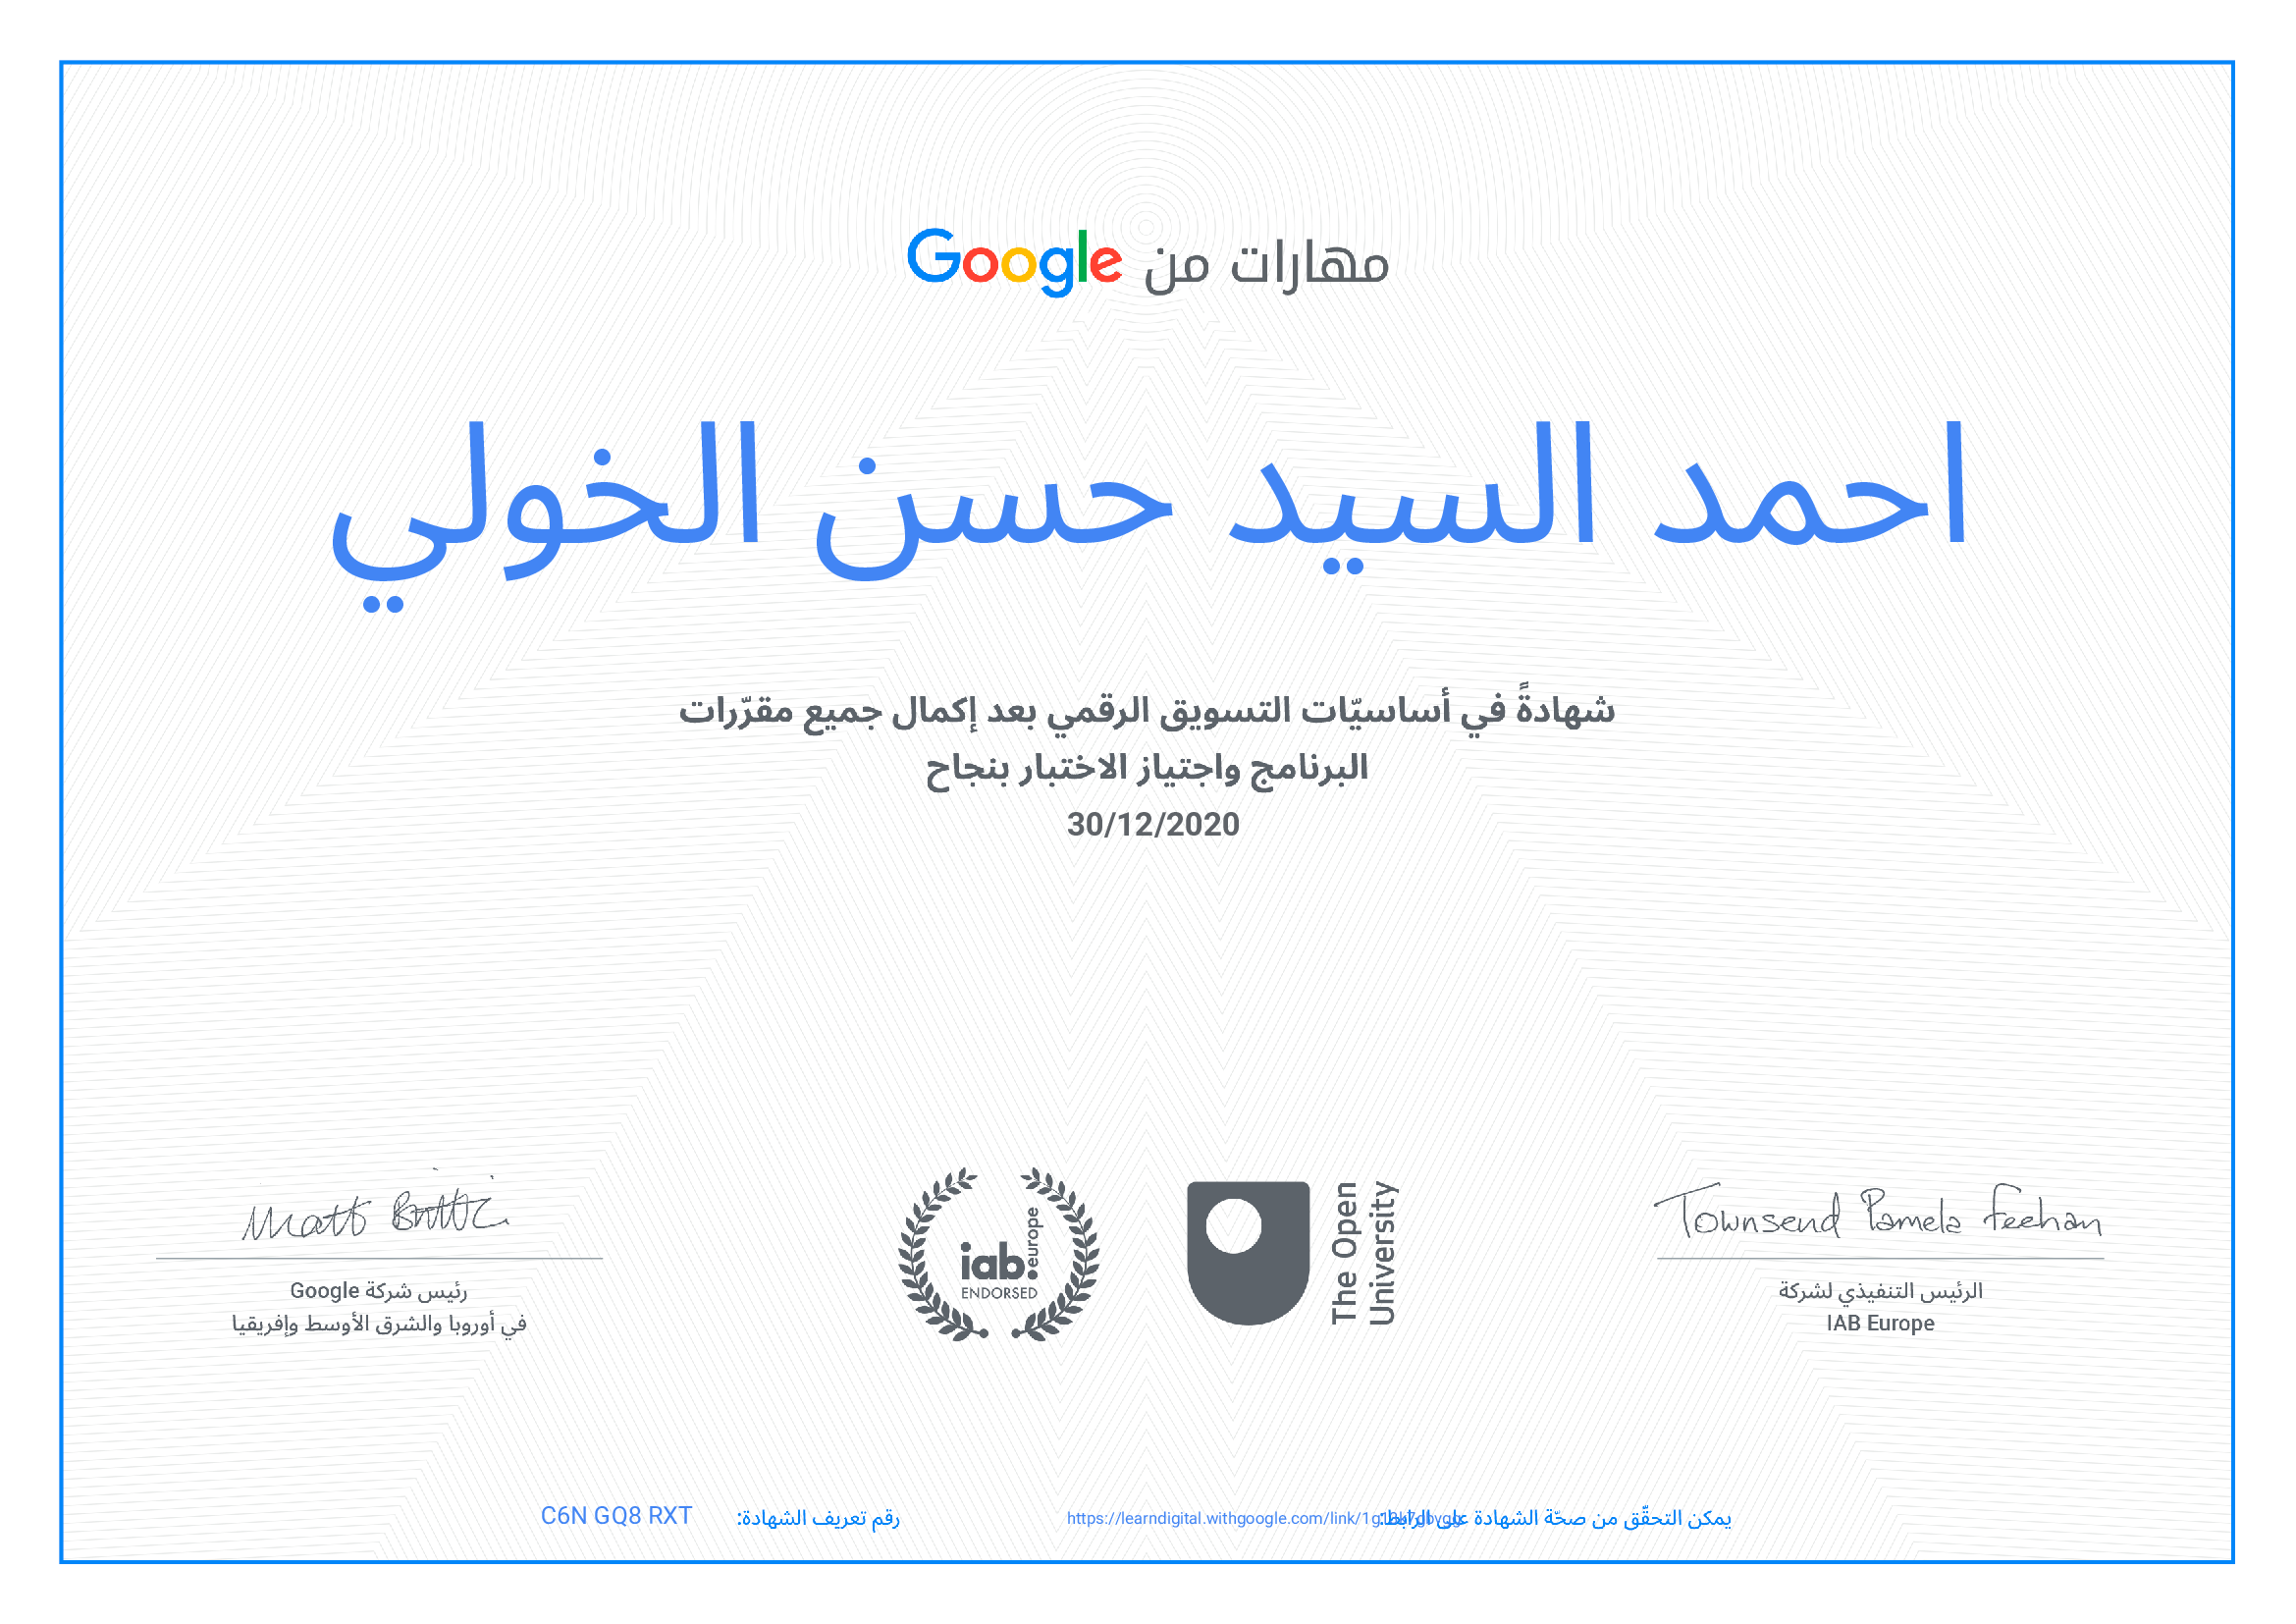 مهارات من Google
احمد السيد حسن الخولي
شهادةً في أساسيّات التسويق الرقمي بعد إكمال جميع مقرّرات
البرنامج واجتياز الاختبار بنجاح
30/12/2020
Townsend Pamela Feehan
الرئيس التنفيذي لشركة
IAB Europe
The Open
University
iab.europe
ENDORSED
Matt
رئيس شركة Google
في أوروبا والشرق الأوسط وإفريقيا
يمكن التحقّق من صحّة الشهادة على الرابط: https://learndigital.withgoogle.com/link/
رقم تعريف الشهادة: C6N GQ8 RXT